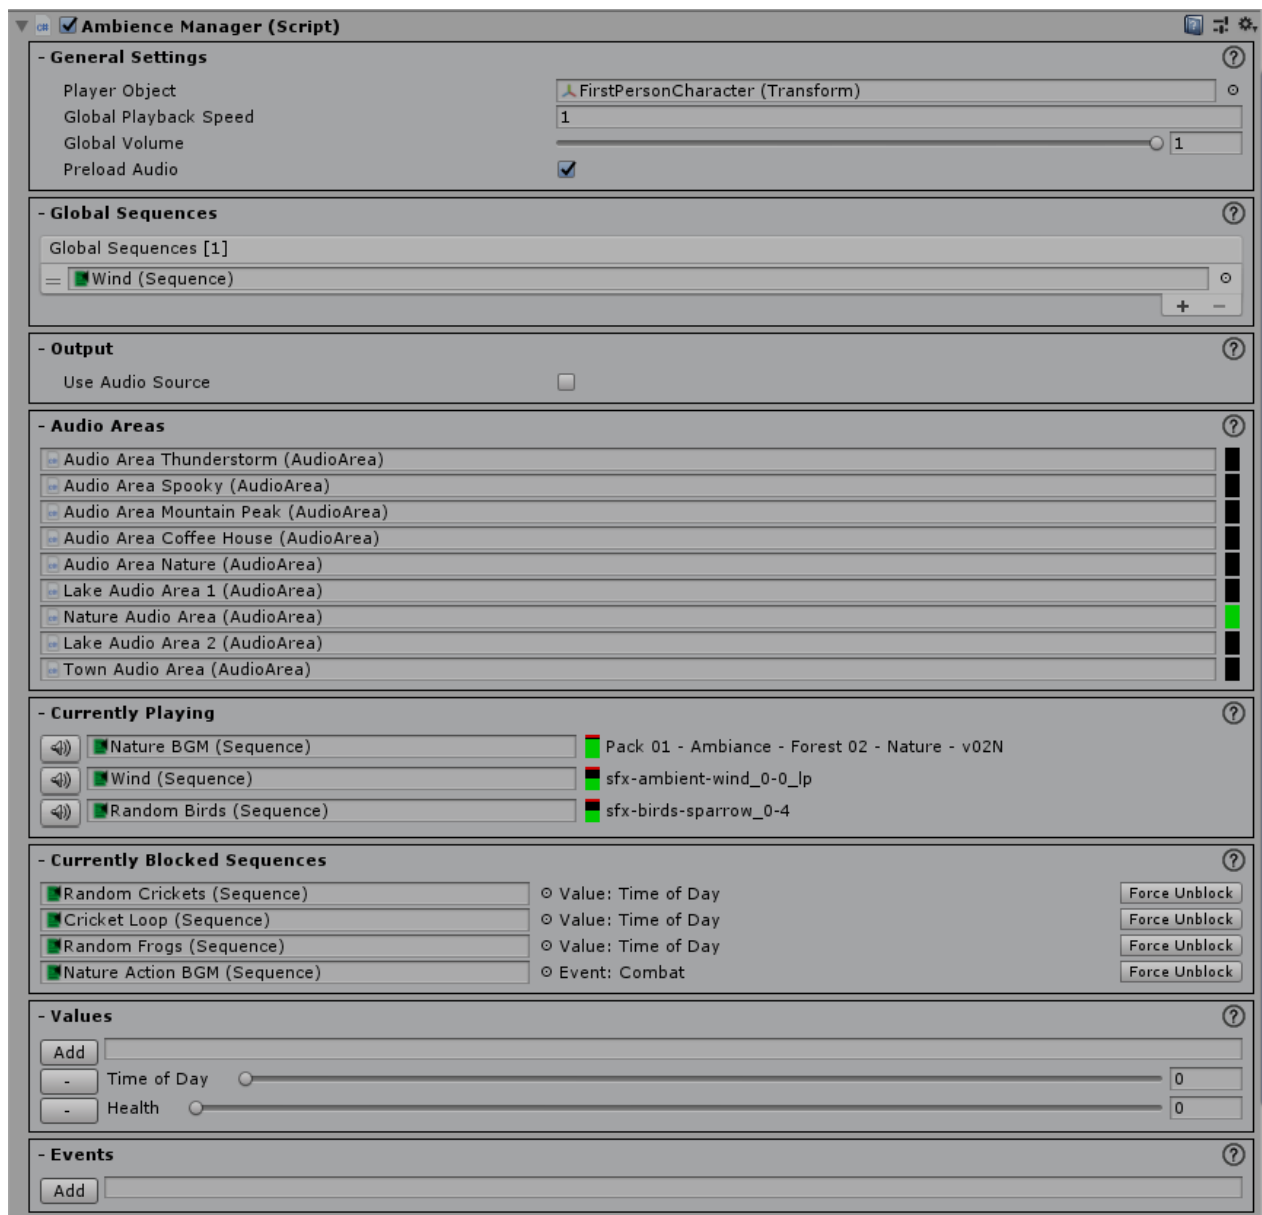 Ambience Manager (Script)
- General Settings
Player Object FirstPersonCharacter (Transform)
Global Playback Speed 1
Global Volume 1
Preload Audio
- Global Sequences
Global Sequences [1]
Wind (Sequence)
+ -
- Output
Use Audio Source
- Audio Areas
Audio Area Thunderstorm (AudioArea)
Audio Area Spooky (AudioArea)
Audio Area Mountain Peak (AudioArea)
Audio Area Coffee House (AudioArea)
Audio Area Nature (AudioArea)
Lake Audio Area 1 (AudioArea)
Nature Audio Area (AudioArea)
Lake Audio Area 2 (AudioArea)
Town Audio Area (AudioArea)
- Currently Playing
Nature BGM (Sequence) Pack 01 - Ambiance - Forest 02 - Nature - v02N
Wind (Sequence) sfx-ambient-wind_0-0_lp
Random Birds (Sequence) sfx-birds-sparrow_0-4
- Currently Blocked Sequences
Random Crickets (Sequence) Value: Time of Day Force Unblock
Cricket Loop (Sequence) Value: Time of Day Force Unblock
Random Frogs (Sequence) Value: Time of Day Force Unblock
Nature Action BGM (Sequence) Event: Combat Force Unblock
- Values
Add
- Time of Day 0
- Health 0
- Events
Add